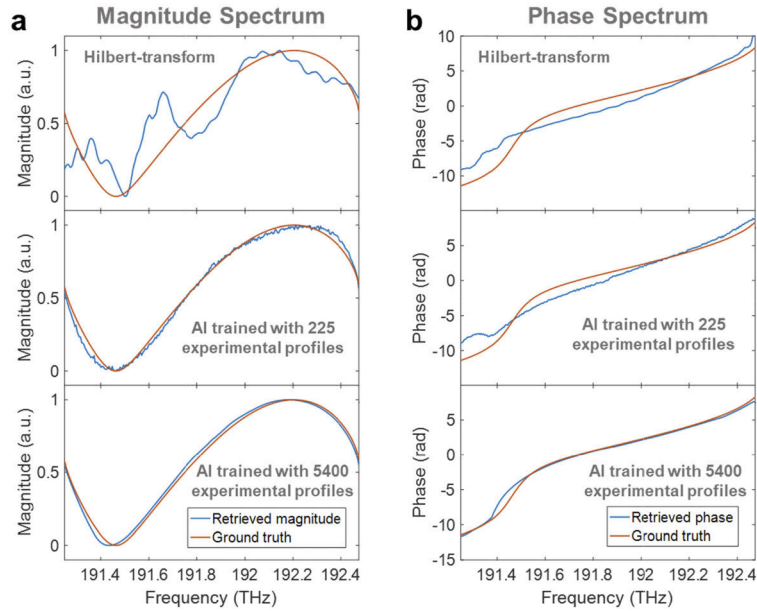 a
Magnitude Spectrum
Hilbert-transform
Magnitude (a.u.)
1
0.5
0
AI trained with 225
experimental profiles
Magnitude (a.u.)
1
0.5
0
AI trained with 5400
experimental profiles
Retrieved magnitude
Ground truth
Magnitude (a.u.)
1
0.5
0
191.4 191.6 191.8 192 192.2 192.4
Frequency (THz)
b
Phase Spectrum
Hilbert-transform
Phase (rad)
10
5
0
-5
-10
AI trained with 225
experimental profiles
Phase (rad)
5
0
-5
-10
AI trained with 5400
experimental profiles
Retrieved phase
Ground truth
Phase (rad)
5
0
-5
-10
-15
191.4 191.6 191.8 192 192.2 192.4
Frequency (THz)